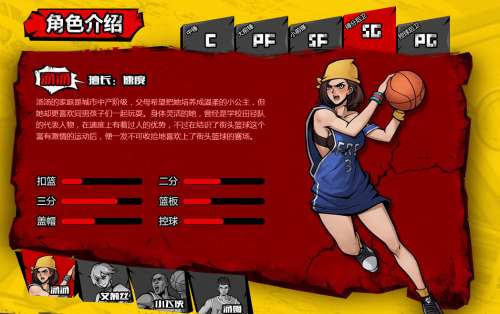 角色介绍
中锋 C
大前锋 PF
小前锋 SF
得分后卫 SG
控球后卫 PG
汤汤 擅长：速度
汤汤的家庭是城市中产阶级，父母希望把她培养成温柔的小公主，但
她却更喜欢同男孩子们一起玩耍。身体灵活的她，曾经是学校田径队
的代表人物，在速度上有着过人的优势，不过在结识了街头篮球这个
富有激情的运动后，便一发不可收拾地喜欢上了街头篮球的赛场。
扣篮
二分
三分
篮板
盖帽
控球
3
汤汤
艾薇丝
小飞侠